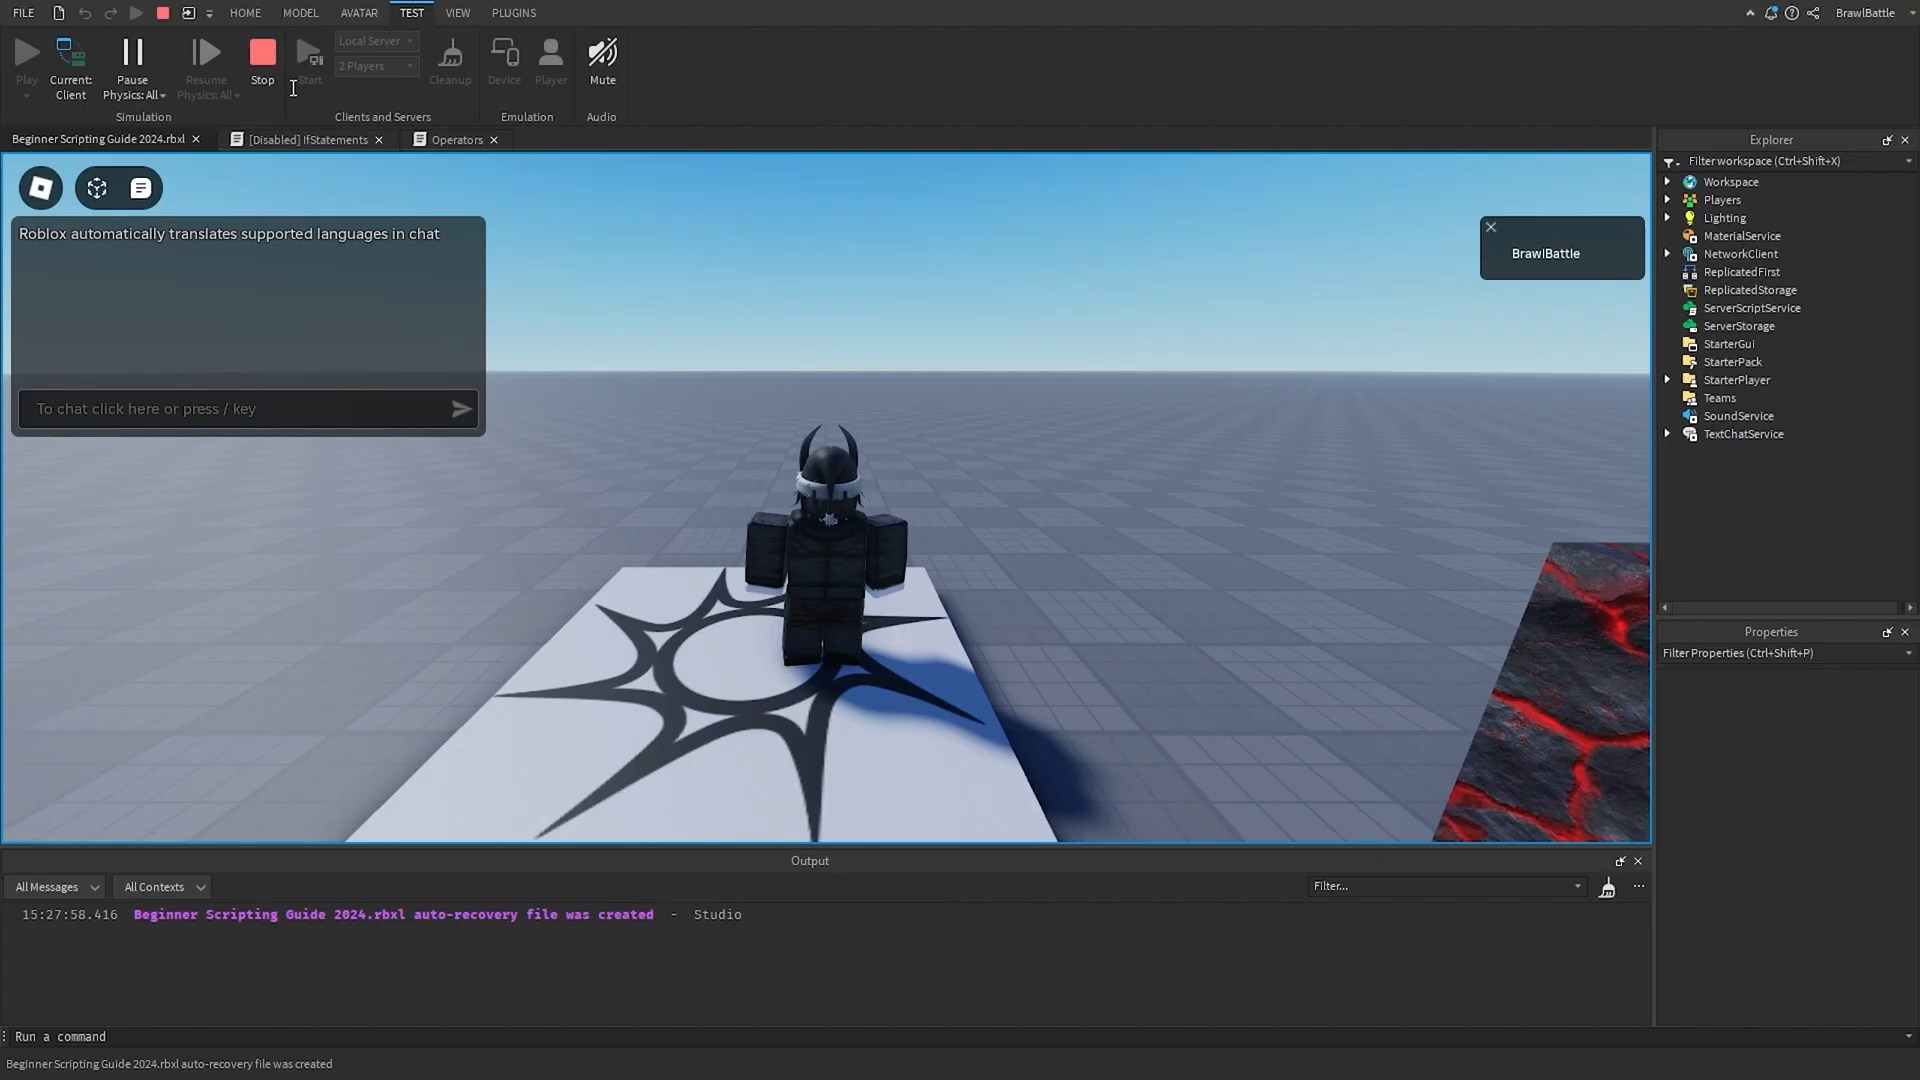 FILE HOME MODEL AVATAR TEST VIEW PLUGINS BrawlBattle
Play Current: Client Pause Physics: All Resume Physics: All Stop Start Local Server 2 Players Cleanup Device Player Mute
Simulation Clients and Servers Emulation Audio
Beginner Scripting Guide 2024.rbxl [Disabled] IfStatements Operators
Roblox automatically translates supported languages in chat
To chat click here or press / key
BrawlBattle
Explorer
Filter workspace (Ctrl+Shift+X)
Workspace
Players
Lighting
MaterialService
NetworkClient
ReplicatedFirst
ReplicatedStorage
ServerScriptService
ServerStorage
StarterGui
StarterPack
StarterPlayer
Teams
SoundService
TextChatService
Properties
Filter Properties (Ctrl+Shift+P)
Output
All Messages All Contexts Filter...
15:27:58.416 Beginner Scripting Guide 2024.rbxl auto-recovery file was created - Studio
Run a command
Beginner Scripting Guide 2024.rbxl auto-recovery file was created